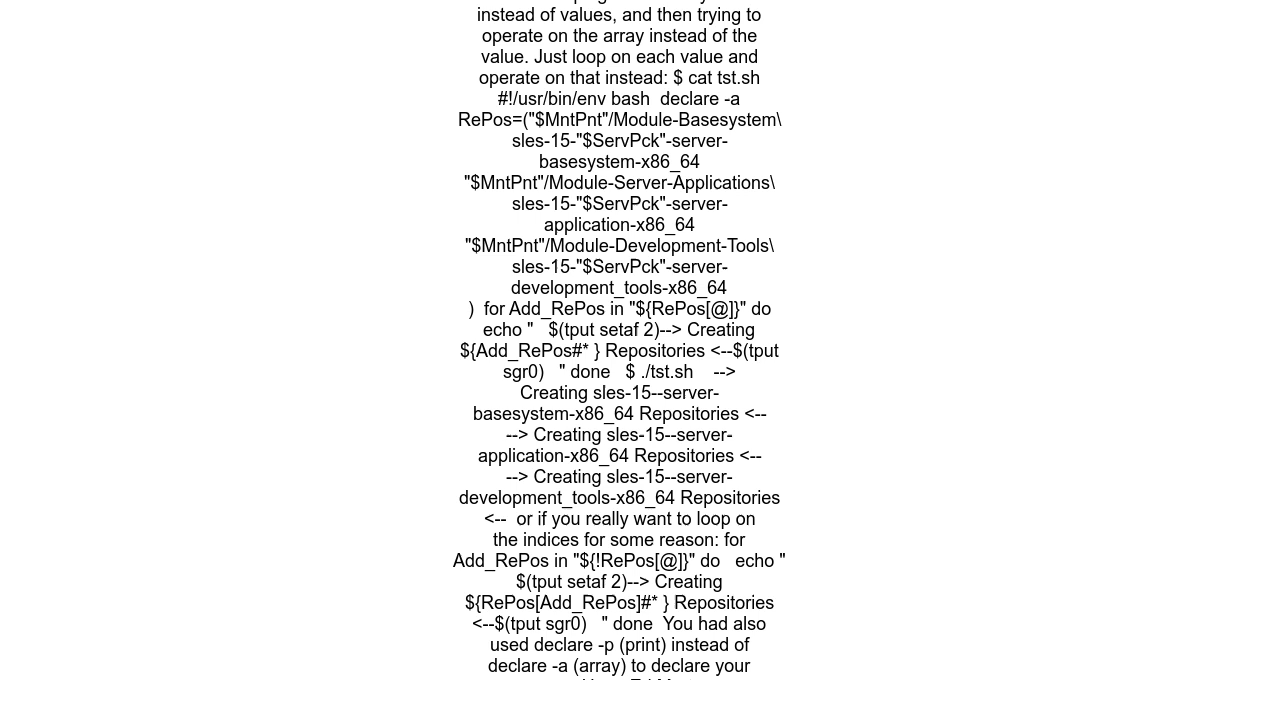 instead of values, and then trying to
operate on the array instead of the
value. Just loop on each value and
operate on that instead: $ cat tst.sh
#!/usr/bin/env bash  declare -a
RePos=("$MntPnt"/Module-Basesystem\
sles-15-"$ServPck"-server-
basesystem-x86_64
"$MntPnt"/Module-Server-Applications\
sles-15-"$ServPck"-server-
application-x86_64
"$MntPnt"/Module-Development-Tools\
sles-15-"$ServPck"-server-
development_tools-x86_64
)  for Add_RePos in "${RePos[@]}" do
echo "   $(tput setaf 2)--> Creating
${Add_RePos#* } Repositories <--$(tput
sgr0)   " done   $ ./tst.sh    -->
Creating sles-15--server-
basesystem-x86_64 Repositories <--
--> Creating sles-15--server-
application-x86_64 Repositories <--
--> Creating sles-15--server-
development_tools-x86_64 Repositories
<--  or if you really want to loop on
the indices for some reason: for
Add_RePos in "${!RePos[@]}" do   echo "
$(tput setaf 2)--> Creating
${RePos[Add_RePos]#* } Repositories
<--$(tput sgr0)   " done  You had also
used declare -p (print) instead of
declare -a (array) to declare your